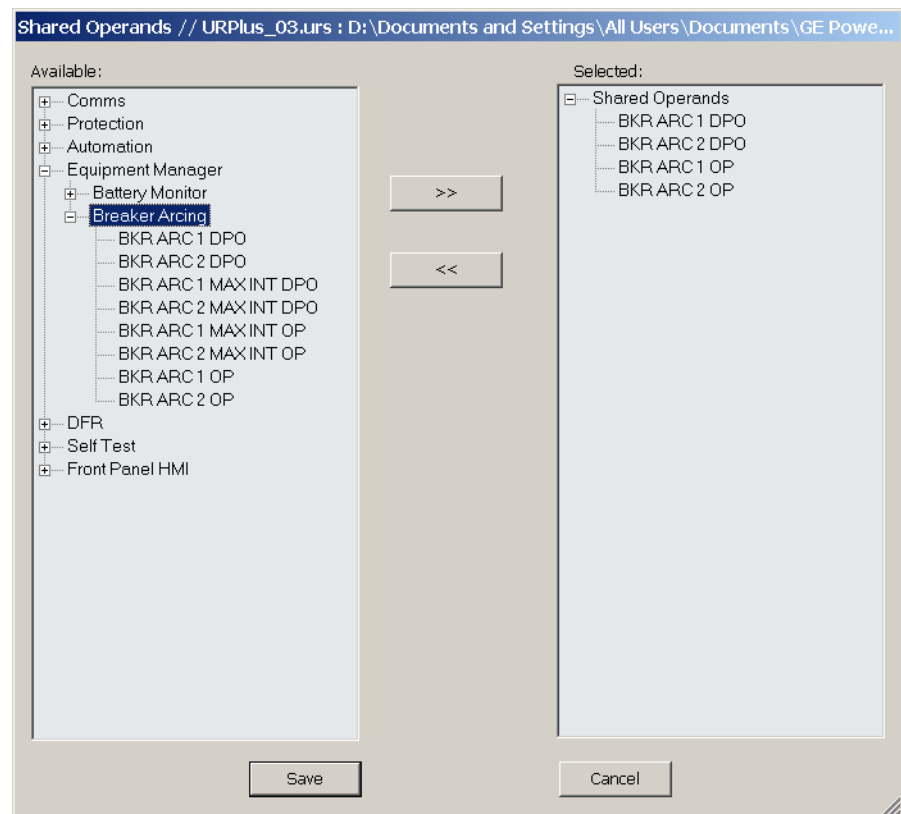 Shared Operands // URPlus_03.urs : D:\Documents and Settings\All Users\Documents\GE Powe...
Available:
Comms
Protection
Automation
Equipment Manager
Battery Monitor
Breaker Arcing
BKR ARC 1 DPO
BKR ARC 2 DPO
BKR ARC 1 MAX INT DPO
BKR ARC 2 MAX INT DPO
BKR ARC 1 MAX INT OP
BKR ARC 2 MAX INT OP
BKR ARC 1 OP
BKR ARC 2 OP
DFR
Self Test
Front Panel HMI
>>
<<
Selected:
Shared Operands
BKR ARC 1 DPO
BKR ARC 2 DPO
BKR ARC 1 OP
BKR ARC 2 OP
Save
Cancel